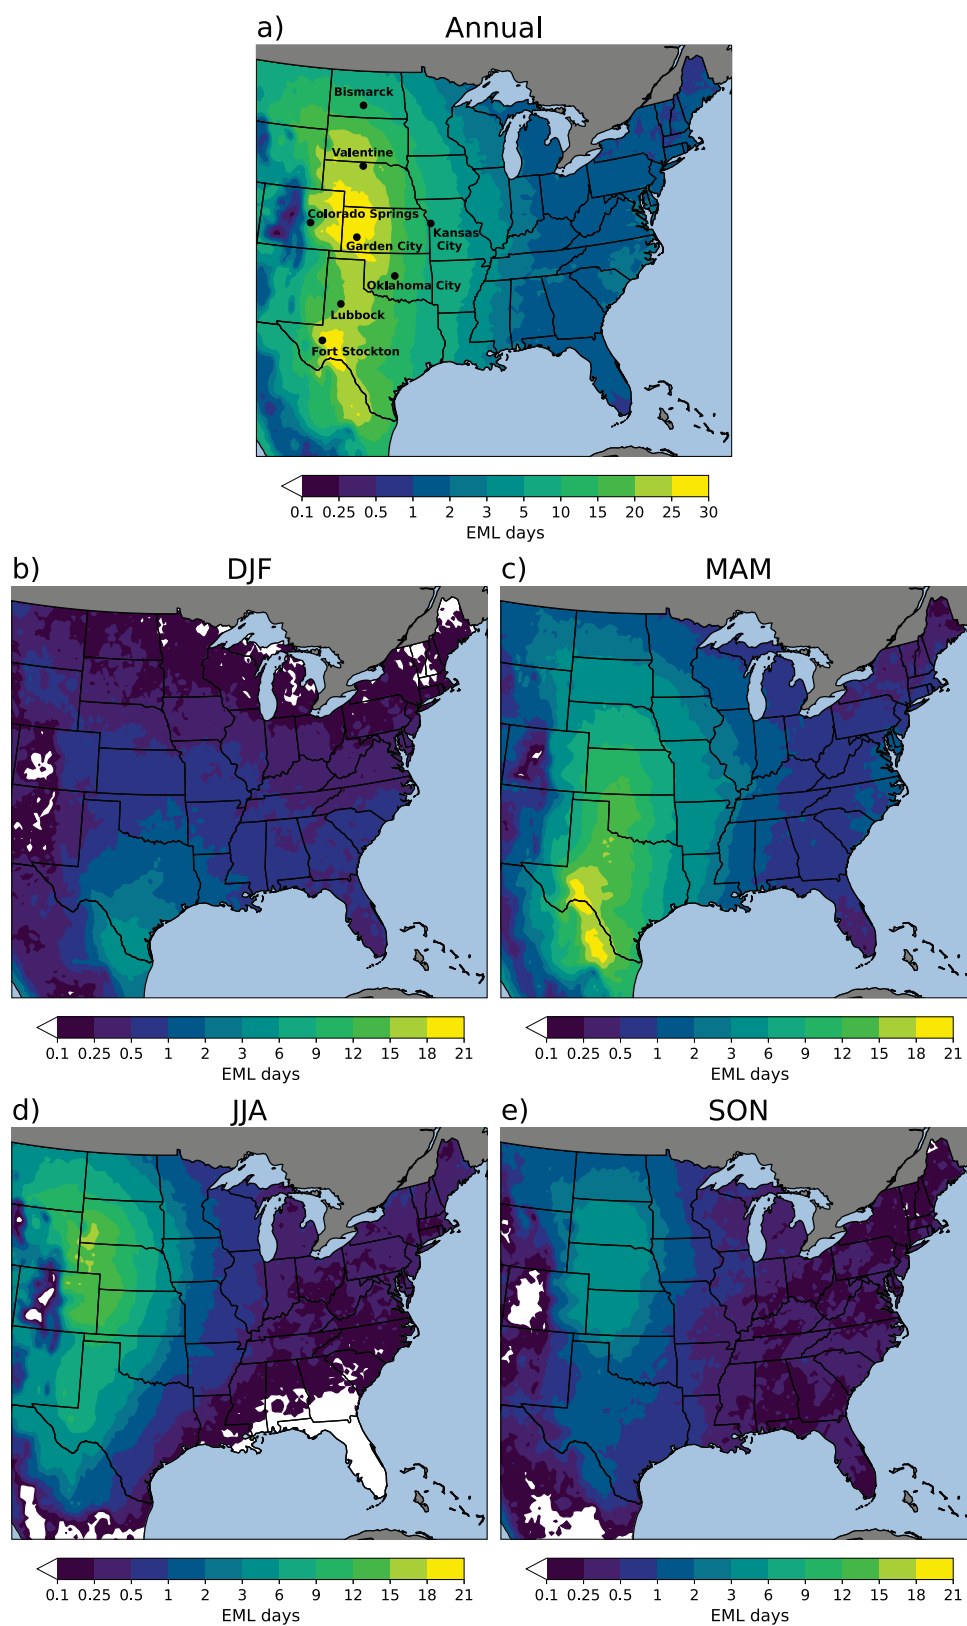 a) Annual
Bismarck
Valentine
Colorado Springs
Kansas
City
Garden City
Oklahoma City
Lubbock
Fort Stockton
0.1 0.25 0.5 1 2 3 5 10 15 20 25 30
EML days
b) DJF
c) MAM
0.1 0.25 0.5 1 2 3 6 9 12 15 18 21
EML days
0.1 0.25 0.5 1 2 3 6 9 12 15 18 21
EML days
d) JJA
e) SON
0.1 0.25 0.5 1 2 3 6 9 12 15 18 21
EML days
0.1 0.25 0.5 1 2 3 6 9 12 15 18 21
EML days